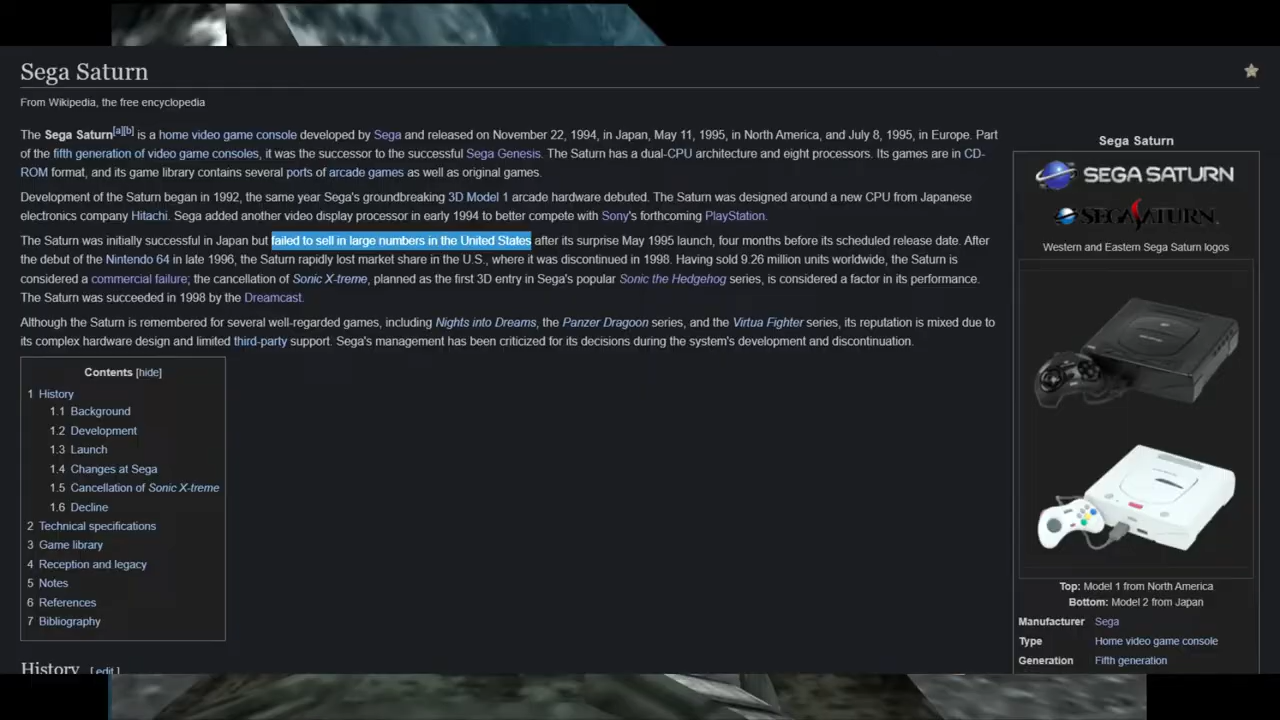 Sega Saturn
From Wikipedia, the free encyclopedia
The Sega Saturn[a][b] is a home video game console developed by Sega and released on November 22, 1994, in Japan, May 11, 1995, in North America, and July 8, 1995, in Europe. Part
of the fifth generation of video game consoles, it was the successor to the successful Sega Genesis. The Saturn has a dual-CPU architecture and eight processors. Its games are in CD-
ROM format, and its game library contains several ports of arcade games as well as original games.
Development of the Saturn began in 1992, the same year Sega's groundbreaking 3D Model 1 arcade hardware debuted. The Saturn was designed around a new CPU from Japanese
electronics company Hitachi. Sega added another video display processor in early 1994 to better compete with Sony's forthcoming PlayStation.
The Saturn was initially successful in Japan but failed to sell in large numbers in the United States after its surprise May 1995 launch, four months before its scheduled release date. After
the debut of the Nintendo 64 in late 1996, the Saturn rapidly lost market share in the U.S., where it was discontinued in 1998. Having sold 9.26 million units worldwide, the Saturn is
considered a commercial failure; the cancellation of Sonic X-treme, planned as the first 3D entry in Sega's popular Sonic the Hedgehog series, is considered a factor in its performance.
The Saturn was succeeded in 1998 by the Dreamcast.
Although the Saturn is remembered for several well-regarded games, including Nights into Dreams, the Panzer Dragoon series, and the Virtua Fighter series, its reputation is mixed due to
its complex hardware design and limited third-party support. Sega's management has been criticized for its decisions during the system's development and discontinuation.
Contents [hide]
1 History
1.1 Background
1.2 Development
1.3 Launch
1.4 Changes at Sega
1.5 Cancellation of Sonic X-treme
1.6 Decline
2 Technical specifications
3 Game library
4 Reception and legacy
5 Notes
6 References
7 Bibliography
History [edit]
Sega Saturn
SEGA SATURN
SEGA SATURN
Western and Eastern Sega Saturn logos
Top: Model 1 from North America
Bottom: Model 2 from Japan
Manufacturer Sega
Type Home video game console
Generation Fifth generation